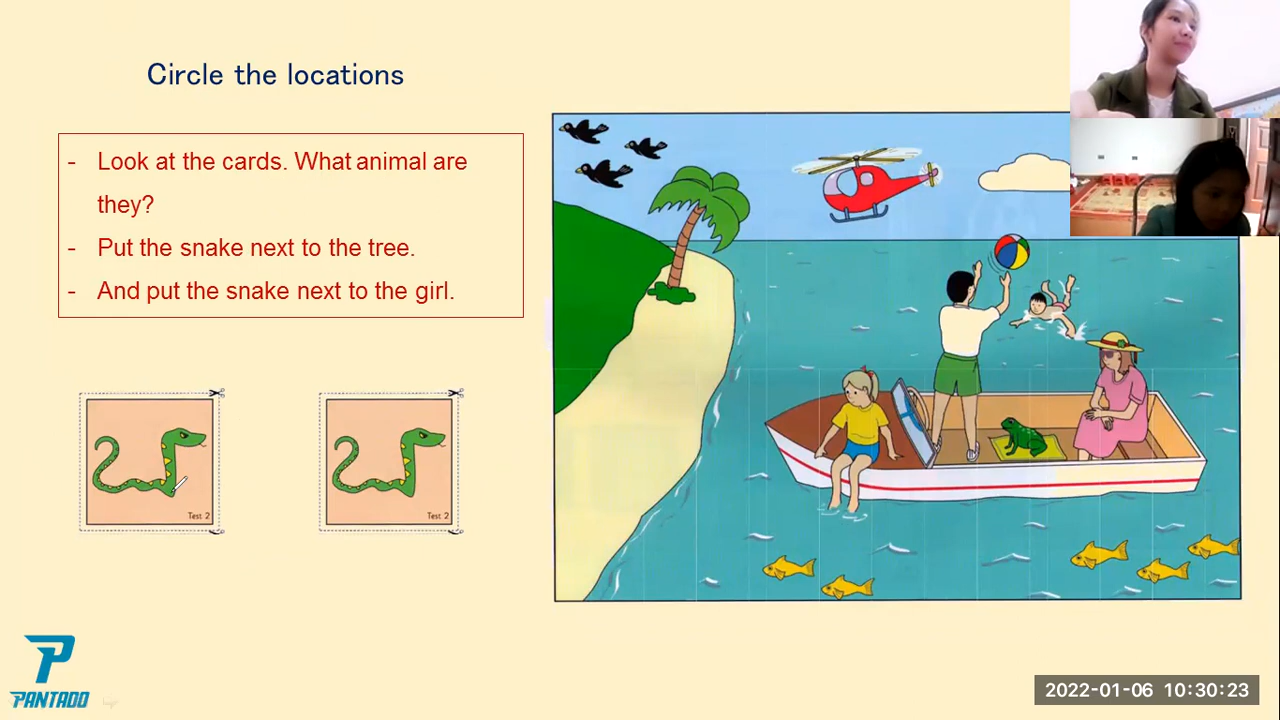 Circle the locations
- Look at the cards. What animal are
they?
- Put the snake next to the tree.
- And put the snake next to the girl.
Test 2
Test 2
PANTADO
2022-01-06 10:30:23